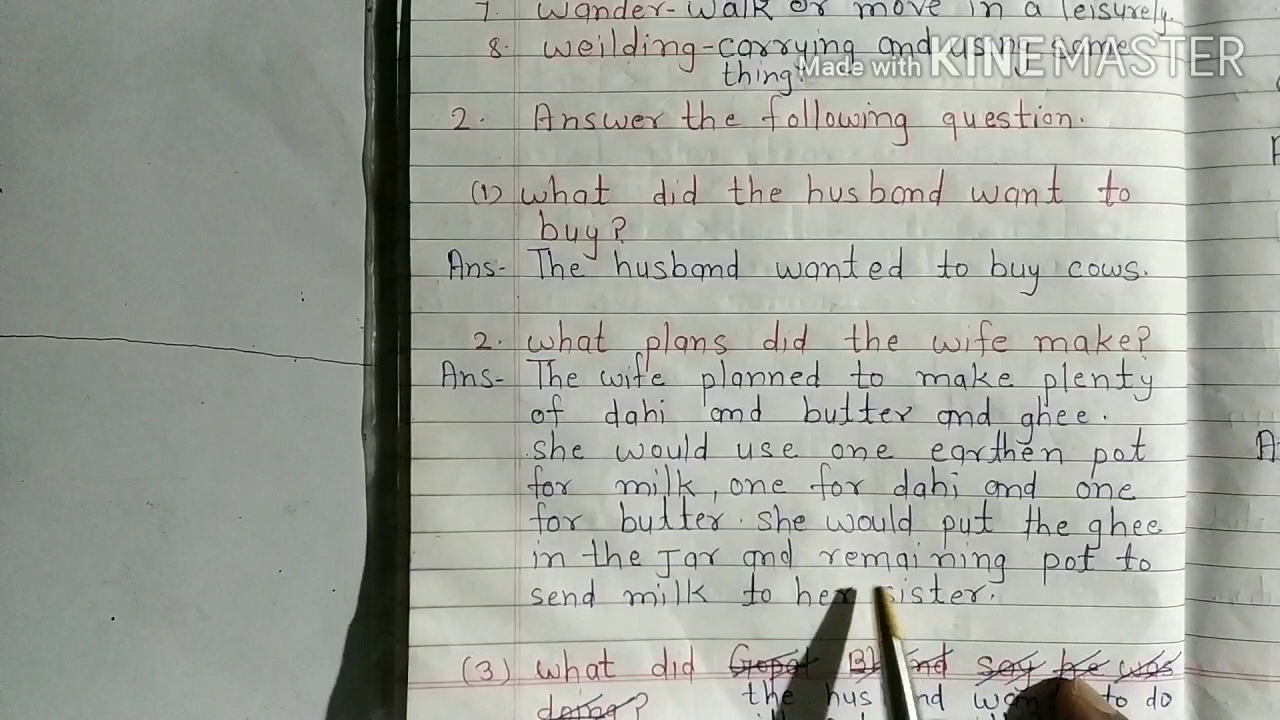 7. Wander-Walk or move in a leisurely.
8. weilding-carrying and using some
thing.
Made with KINEMASTER
2. Answer the following question.
(1) what did the husband want to
buy?
Ans- The husband wanted to buy cows.
2. what plans did the wife make?
Ans- The wife planned to make plenty
of dahi and butter and ghee.
she would use one earthen pot
for milk, one for dahi and one
for butter. she would put the ghee
in the Jar and remaining pot to
send milk to her sister.
(3) what did
the to do